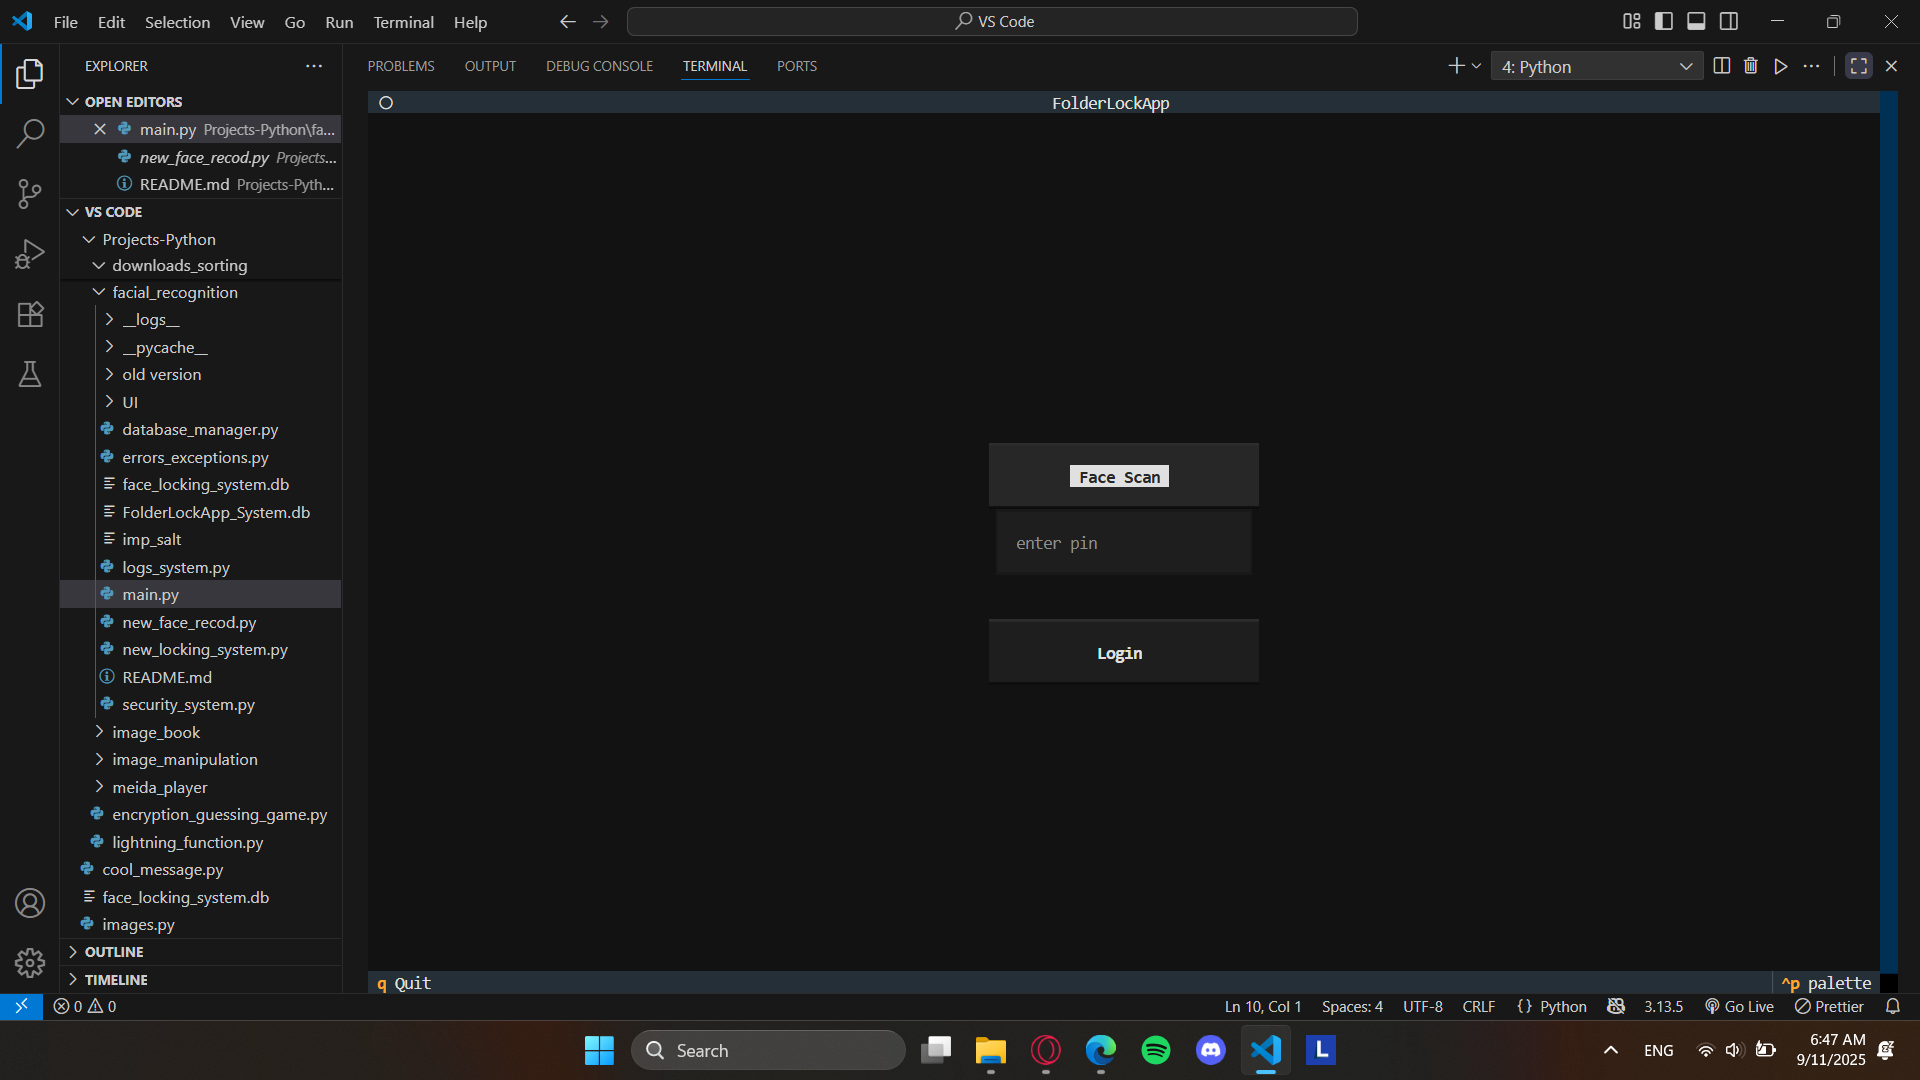 File Edit Selection View Go Run Terminal Help
VS Code
EXPLORER
OPEN EDITORS
main.py Projects-Python\fa...
new_face_recod.py Projects...
README.md Projects-Pyth...
VS CODE
Projects-Python
downloads_sorting
facial_recognition
__logs__
__pycache__
old version
UI
database_manager.py
errors_exceptions.py
face_locking_system.db
FolderLockApp_System.db
imp_salt
logs_system.py
main.py
new_face_recod.py
new_locking_system.py
README.md
security_system.py
image_book
image_manipulation
meida_player
encryption_guessing_game.py
lightning_function.py
cool_message.py
face_locking_system.db
images.py
OUTLINE
TIMELINE
PROBLEMS OUTPUT DEBUG CONSOLE TERMINAL PORTS
4: Python
FolderLockApp
Face Scan
enter pin
Login
q Quit
^p palette
0 0
Ln 10, Col 1 Spaces: 4 UTF-8 CRLF {} Python 3.13.5 Go Live Prettier
Search
L
ENG
6:47 AM
9/11/2025